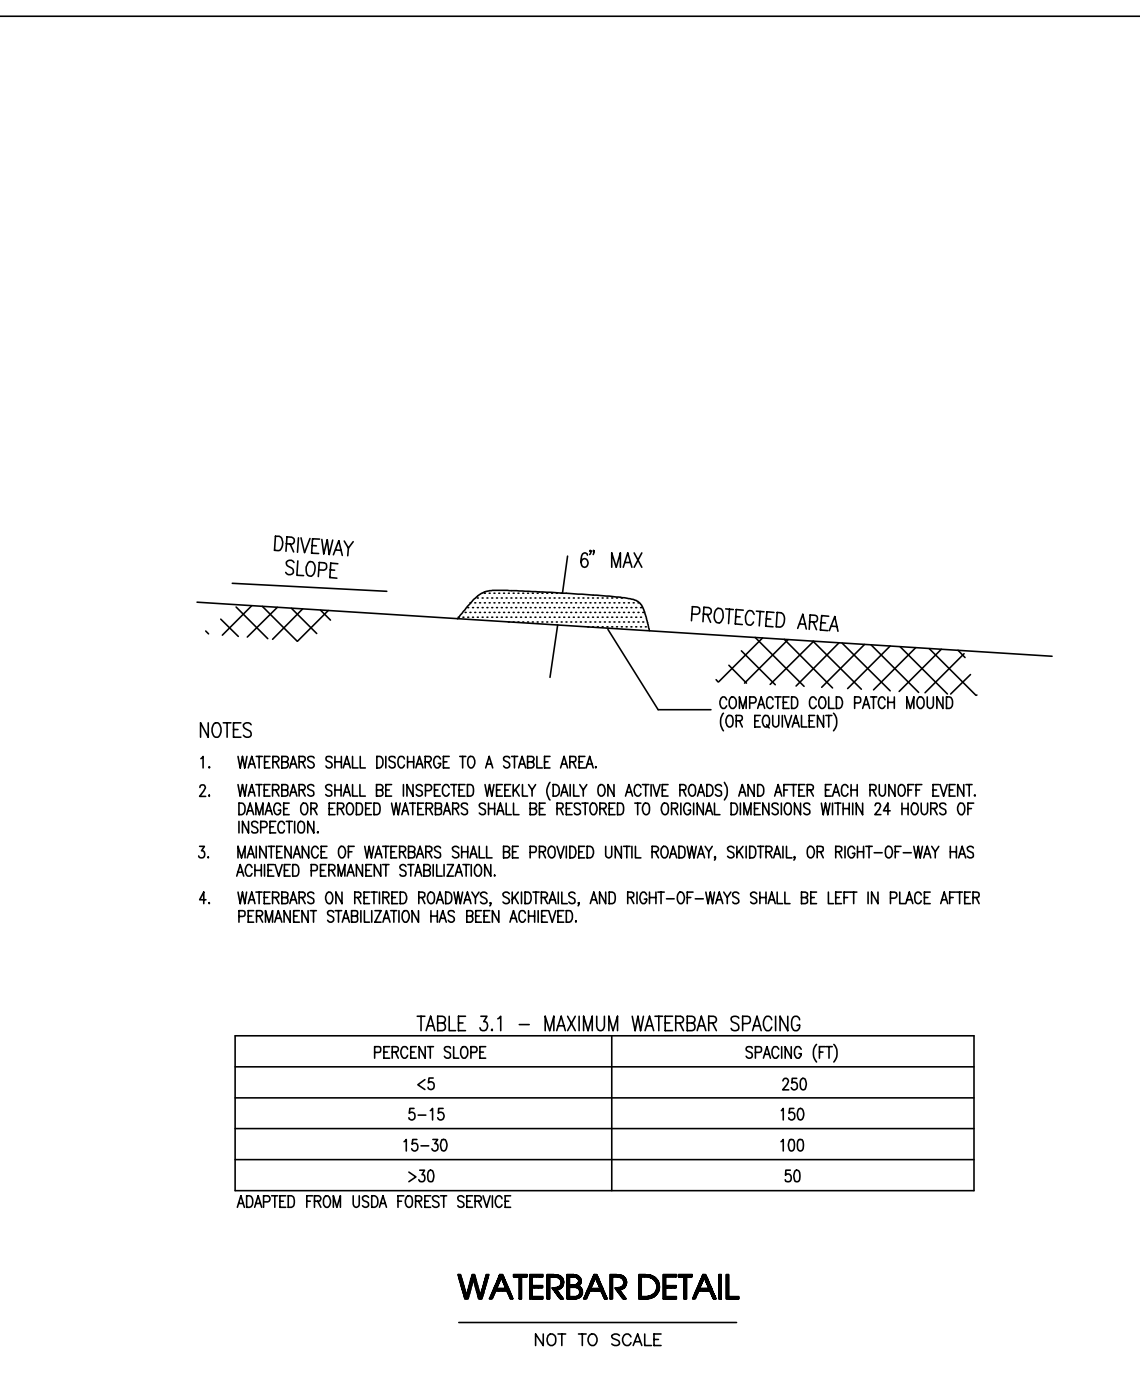 DRIVEWAY
SLOPE
6" MAX
PROTECTED AREA
COMPACTED COLD PATCH MOUND
(OR EQUIVALENT)
NOTES
1. WATERBARS SHALL DISCHARGE TO A STABLE AREA.
2. WATERBARS SHALL BE INSPECTED WEEKLY (DAILY ON ACTIVE ROADS) AND AFTER EACH RUNOFF EVENT.
DAMAGE OR ERODED WATERBARS SHALL BE RESTORED TO ORIGINAL DIMENSIONS WITHIN 24 HOURS OF
INSPECTION.
3. MAINTENANCE OF WATERBARS SHALL BE PROVIDED UNTIL ROADWAY, SKIDTRAIL, OR RIGHT-OF-WAY HAS
ACHIEVED PERMANENT STABILIZATION.
4. WATERBARS ON RETIRED ROADWAYS, SKIDTRAILS, AND RIGHT-OF-WAYS SHALL BE LEFT IN PLACE AFTER
PERMANENT STABILIZATION HAS BEEN ACHIEVED.
TABLE 3.1 - MAXIMUM WATERBAR SPACING
PERCENT SLOPE SPACING (FT)
<5 250
5-15 150
15-30 100
>30 50
ADAPTED FROM USDA FOREST SERVICE
WATERBAR DETAIL
NOT TO SCALE